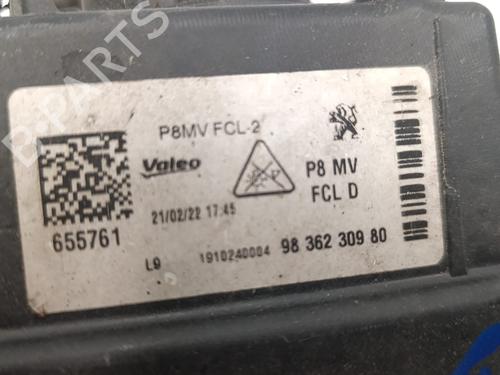 P8MV FCL-2
Valeo
P8 MV
FCL D
21/02/22 17:45
655761
L9 1910240004 98 362 309 80
B-PARTS